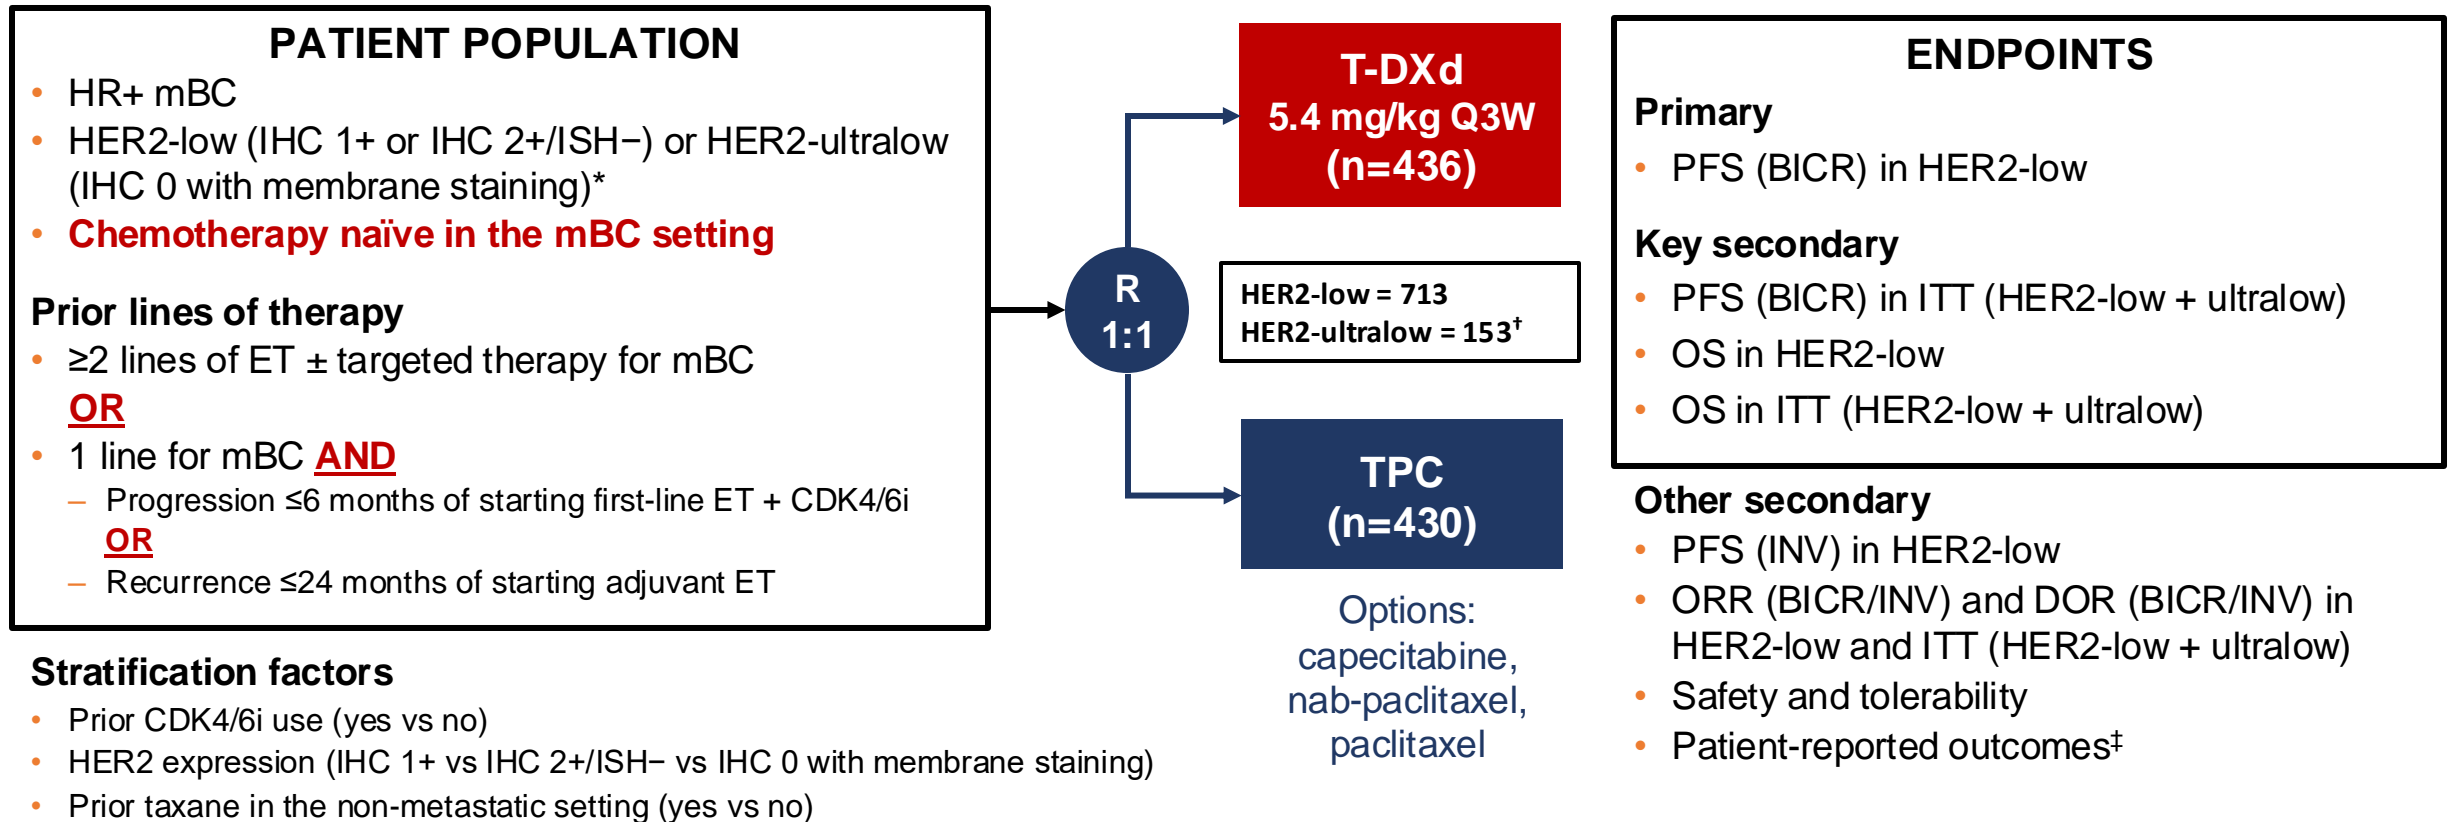 PATIENT POPULATION
• HR+ mBC
• HER2-low (IHC 1+ or IHC 2+/ISH−) or HER2-ultralow
(IHC 0 with membrane staining)*
• Chemotherapy naïve in the mBC setting
Prior lines of therapy
• ≥2 lines of ET ± targeted therapy for mBC
OR
• 1 line for mBC AND
– Progression ≤6 months of starting first-line ET + CDK4/6i
OR
– Recurrence ≤24 months of starting adjuvant ET
Stratification factors
• Prior CDK4/6i use (yes vs no)
• HER2 expression (IHC 1+ vs IHC 2+/ISH− vs IHC 0 with membrane staining)
• Prior taxane in the non-metastatic setting (yes vs no)
R
1:1
T-DXd
5.4 mg/kg Q3W
(n=436)
HER2-low = 713
HER2-ultralow = 153†
TPC
(n=430)
Options:
capecitabine,
nab-paclitaxel,
paclitaxel
ENDPOINTS
Primary
• PFS (BICR) in HER2-low
Key secondary
• PFS (BICR) in ITT (HER2-low + ultralow)
• OS in HER2-low
• OS in ITT (HER2-low + ultralow)
Other secondary
• PFS (INV) in HER2-low
• ORR (BICR/INV) and DOR (BICR/INV) in
HER2-low and ITT (HER2-low + ultralow)
• Safety and tolerability
• Patient-reported outcomes‡